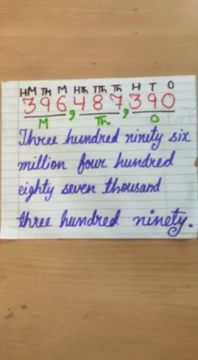 HM TM M HTh TTh Th H T O
396,487,390
M Th O
Three hundred ninety six
million four hundred
eighty seven thousand
three hundred ninety.